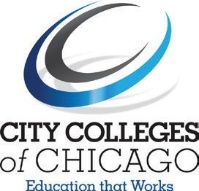 CITY COLLEGES
of CHICAGO
Education that Works